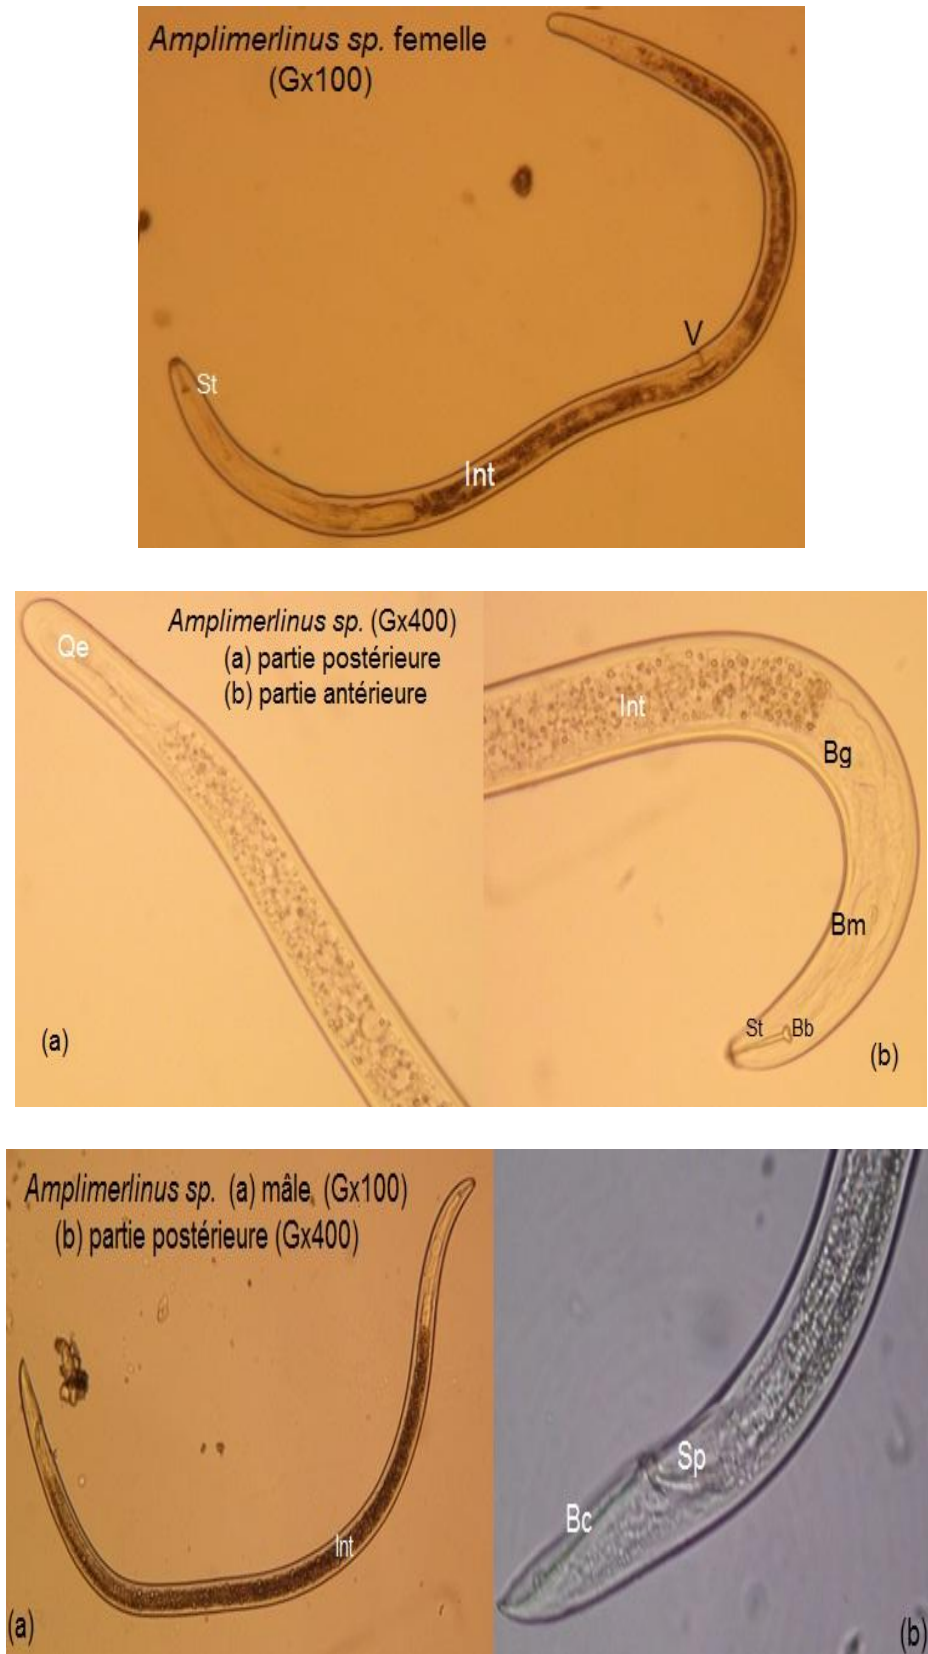 Amplimerlinus sp. femelle
(Gx100)
V
St
Int
Amplimerlinus sp. (Gx400)
(a) partie postérieure
(b) partie antérieure
Qe
(a)
Int
Bg
Bm
St Bb
(b)
Amplimerlinus sp. (a) mâle (Gx100)
(b) partie postérieure (Gx400)
Int
(a)
Sp
Bc
(b)